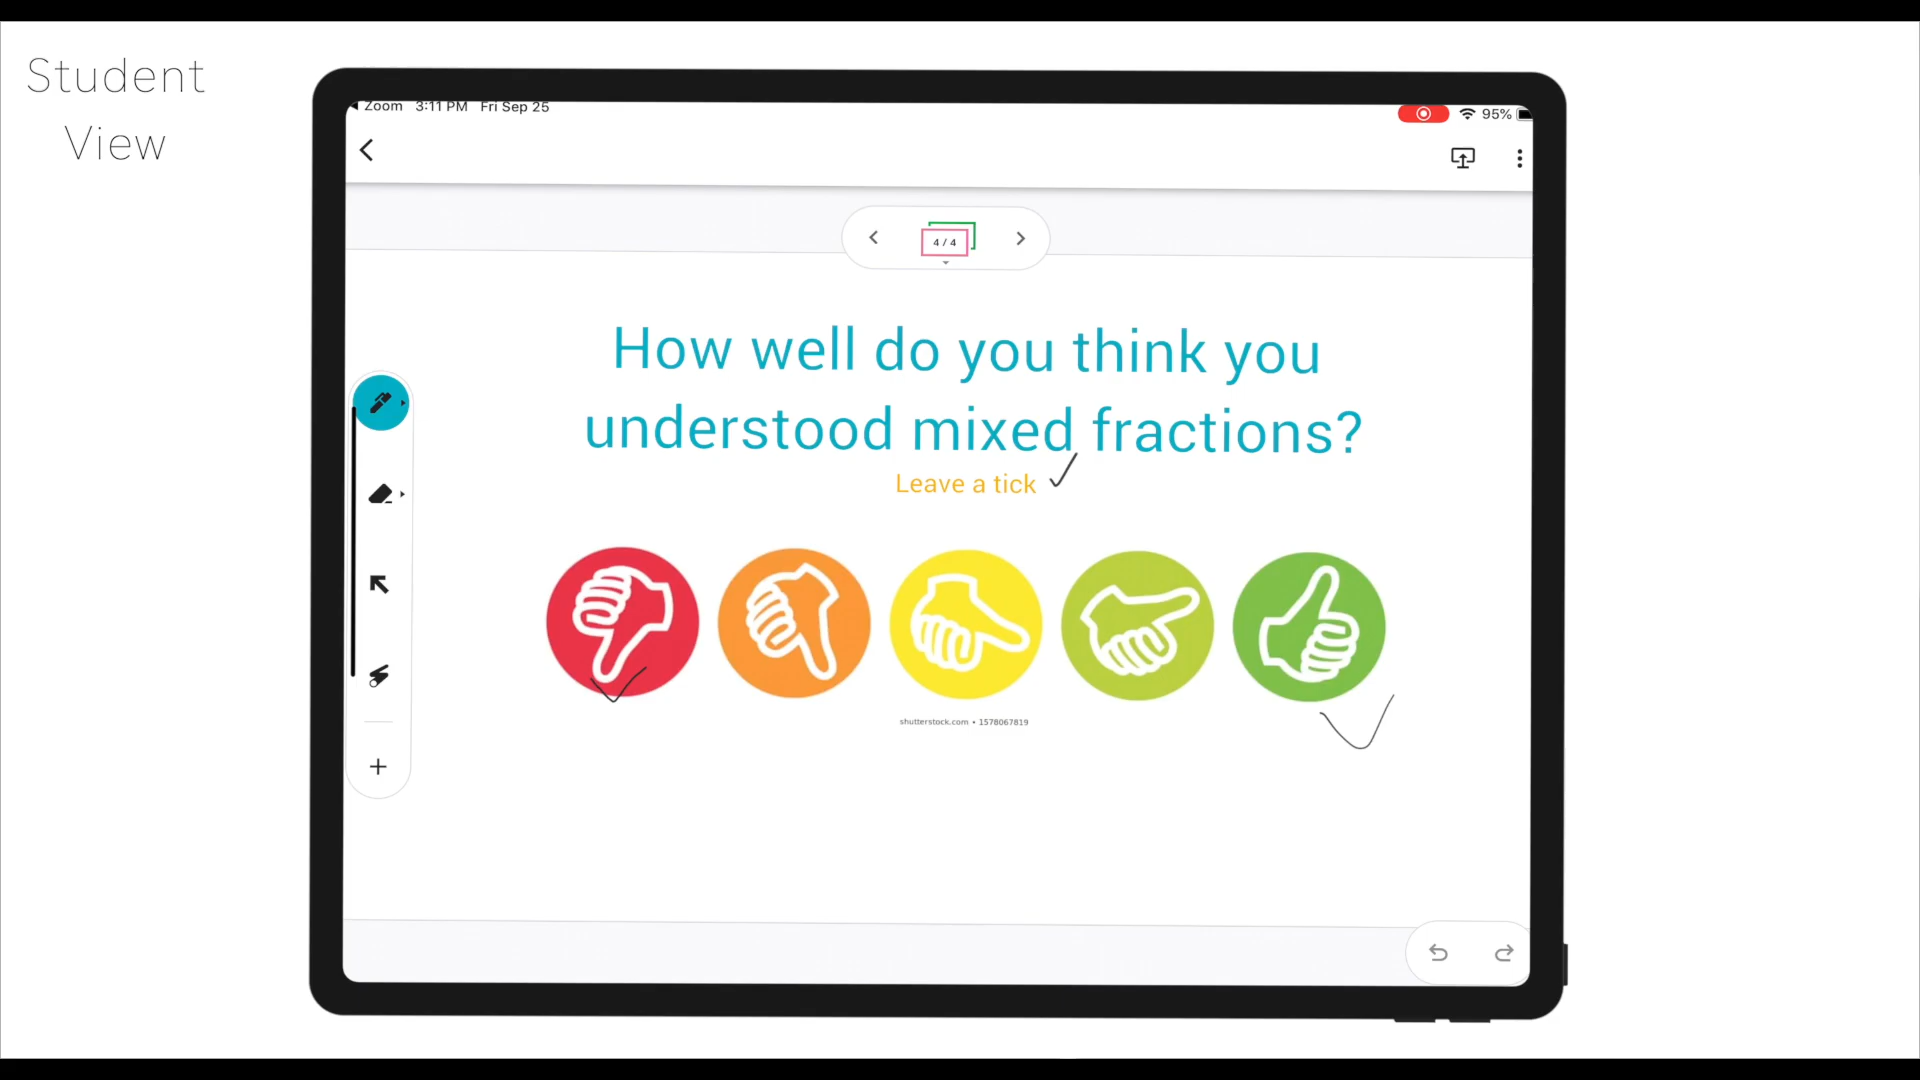 Student
View
Zoom 3:11 PM Fri Sep 25
95%
4 / 4
How well do you think you
understood mixed fractions?
Leave a tick
shutterstock.com • 1578067819